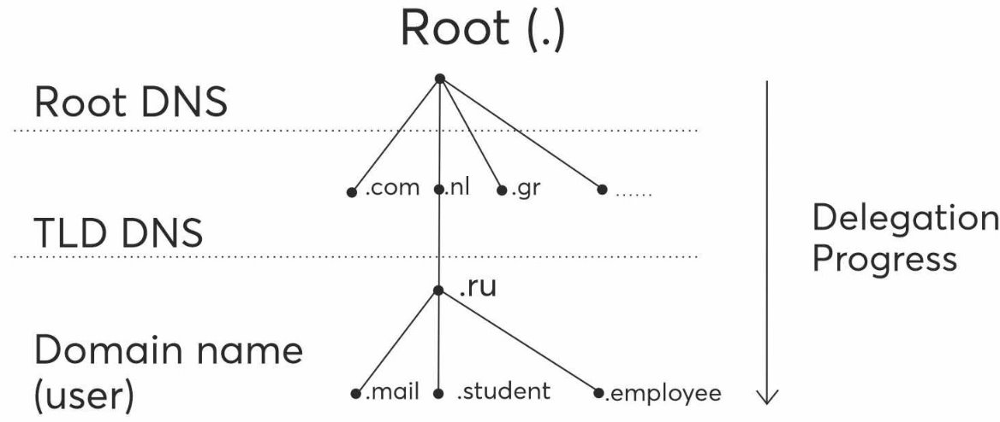 Root (.)
Root DNS
.com .nl .gr ......
TLD DNS
Delegation
Progress
.ru
Domain name
(user)
.mail .student .employee